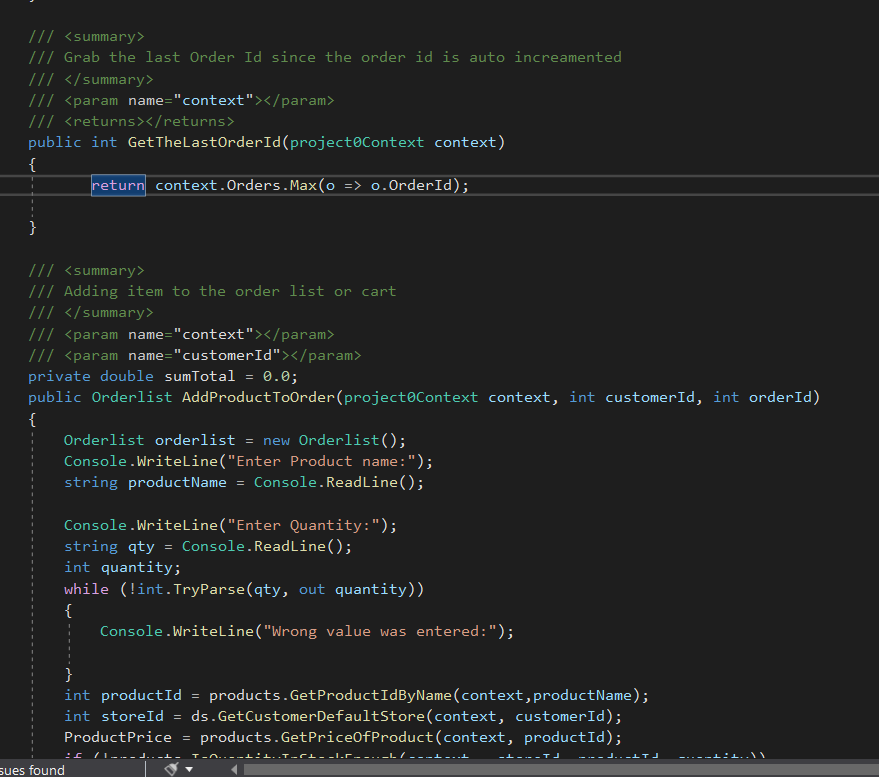 /// <summary>
/// Grab the last Order Id since the order id is auto increamented
/// </summary>
/// <param name="context"></param>
/// <returns></returns>
public int GetTheLastOrderId(project0Context context)
{
return context.Orders.Max(o => o.OrderId);
}
/// <summary>
/// Adding item to the order list or cart
/// </summary>
/// <param name="context"></param>
/// <param name="customerId"></param>
private double sumTotal = 0.0;
public Orderlist AddProductToOrder(project0Context context, int customerId, int orderId)
{
Orderlist orderlist = new Orderlist();
Console.WriteLine("Enter Product name:");
string productName = Console.ReadLine();
Console.WriteLine("Enter Quantity:");
string qty = Console.ReadLine();
int quantity;
while (!int.TryParse(qty, out quantity))
{
Console.WriteLine("Wrong value was entered:");
}
int productId = products.GetProductIdByName(context,productName);
int storeId = ds.GetCustomerDefaultStore(context, customerId);
ProductPrice = products.GetPriceOfProduct(context, productId);
sues found